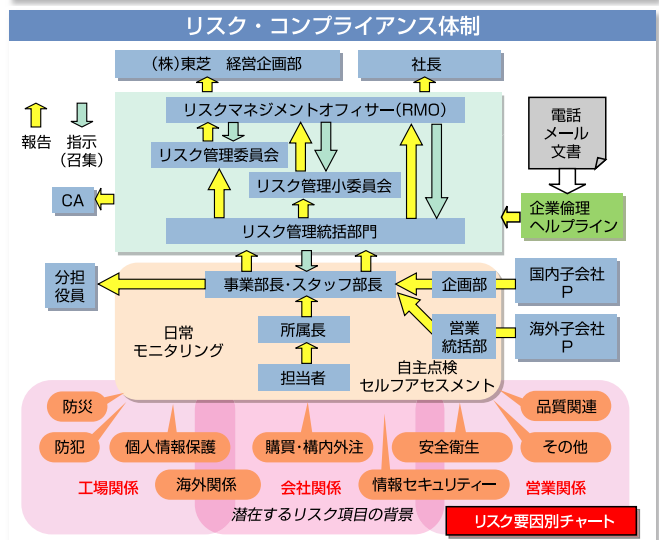 リスク・コンプライアンス体制
(株)東芝　経営企画部
社長
報告
指示
(召集)
リスクマネジメントオフィサー(RMO)
リスク管理委員会
リスク管理小委員会
リスク管理統括部門
CA
電話
メール
文書
企業倫理
ヘルプライン
分担
役員
事業部長・スタッフ部長
企画部
国内子会社
P
営業
統括部
海外子会社
P
日常
モニタリング
所属長
担当者
自主点検
セルフアセスメント
防災
品質関連
防犯
個人情報保護
購買・構内外注
安全衛生
その他
工場関係
海外関係
会社関係
情報セキュリティー
営業関係
潜在するリスク項目の背景
リスク要因別チャート